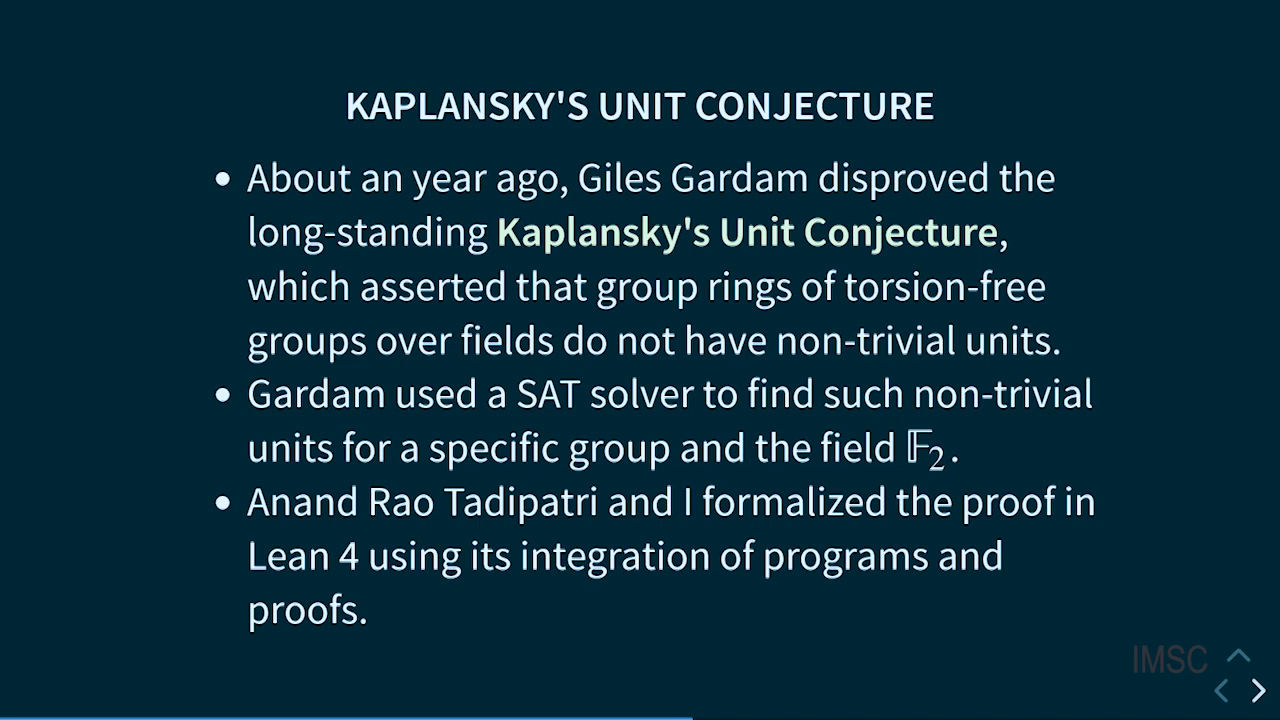 KAPLANSKY'S UNIT CONJECTURE
• About an year ago, Giles Gardam disproved the
long-standing Kaplansky's Unit Conjecture,
which asserted that group rings of torsion-free
groups over fields do not have non-trivial units.
• Gardam used a SAT solver to find such non-trivial
units for a specific group and the field 𝔽₂.
• Anand Rao Tadipatri and I formalized the proof in
Lean 4 using its integration of programs and
proofs.
IMSC